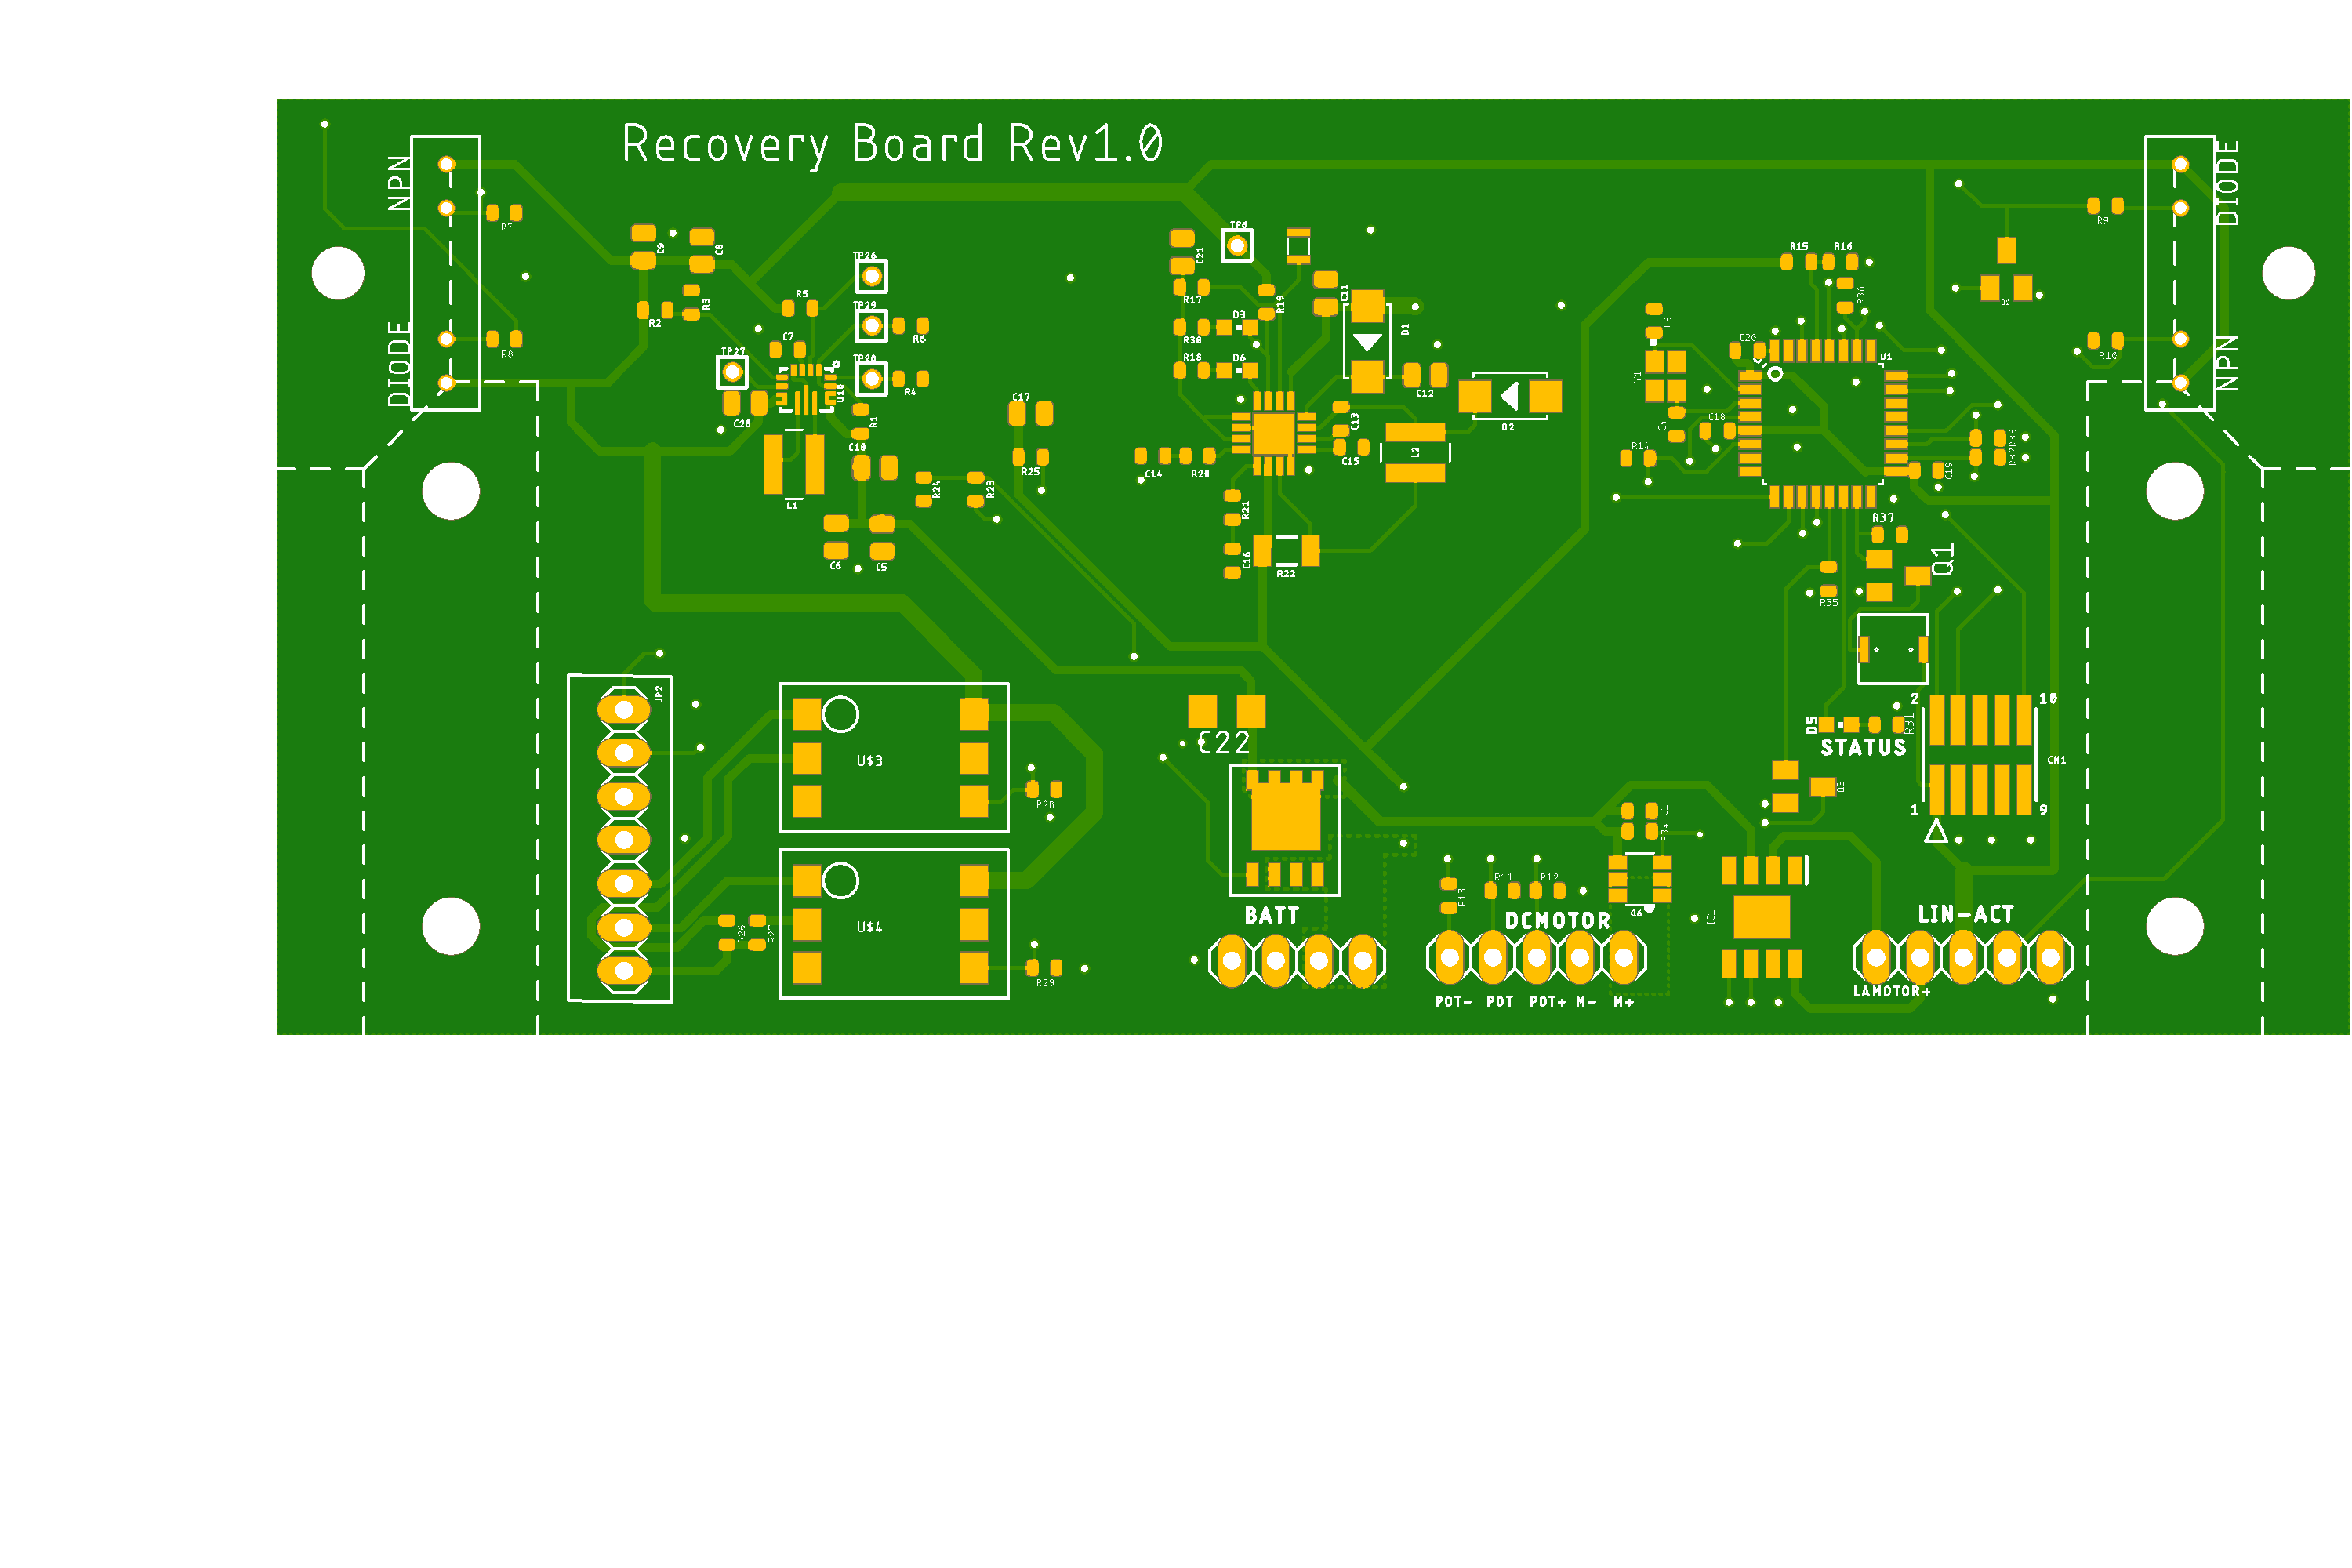 Recovery Board Rev1.0
NPN
DIODE
DIODE
NPN
R7
R8
R9
R10
C9
C8
R2
R3
R5
C7
TP26
TP29
TP28
TP27
R6
R4
U10
C28
R1
C10
L1
C6
C5
R24
R23
C17
R25
TP6
C21
R17
R19
C11
D3
R30
D6
R18
D1
C12
D2
C13
C15
L2
C14
R20
R21
C16
R22
R15
R16
R36
C3
C20
U1
Y1
C4
C18
R14
R33
R32
C19
R37
Q1
R35
Q2
JP2
U$3
U$4
R28
R29
R26
R27
C22
BATT
2
10
D5
R31
STATUS
CN1
1
9
Q3
C1
R34
R13
R11
R12
Q6
DCMOTOR
POT- POT POT+ M- M+
IC1
LIN-ACT
LAMOTOR+